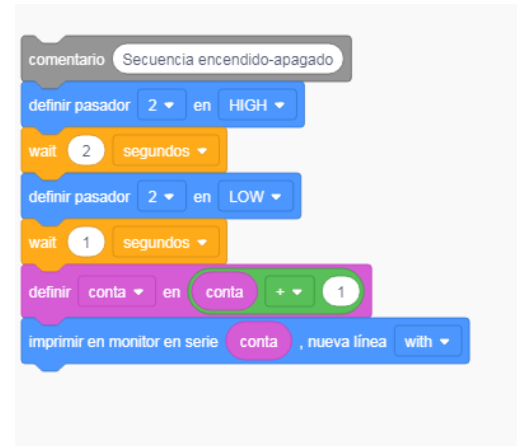 comentario Secuencia encendido-apagado
definir pasador 2 en HIGH
wait 2 segundos
definir pasador 2 en LOW
wait 1 segundos
definir conta en conta + 1
imprimir en monitor en serie conta , nueva línea with